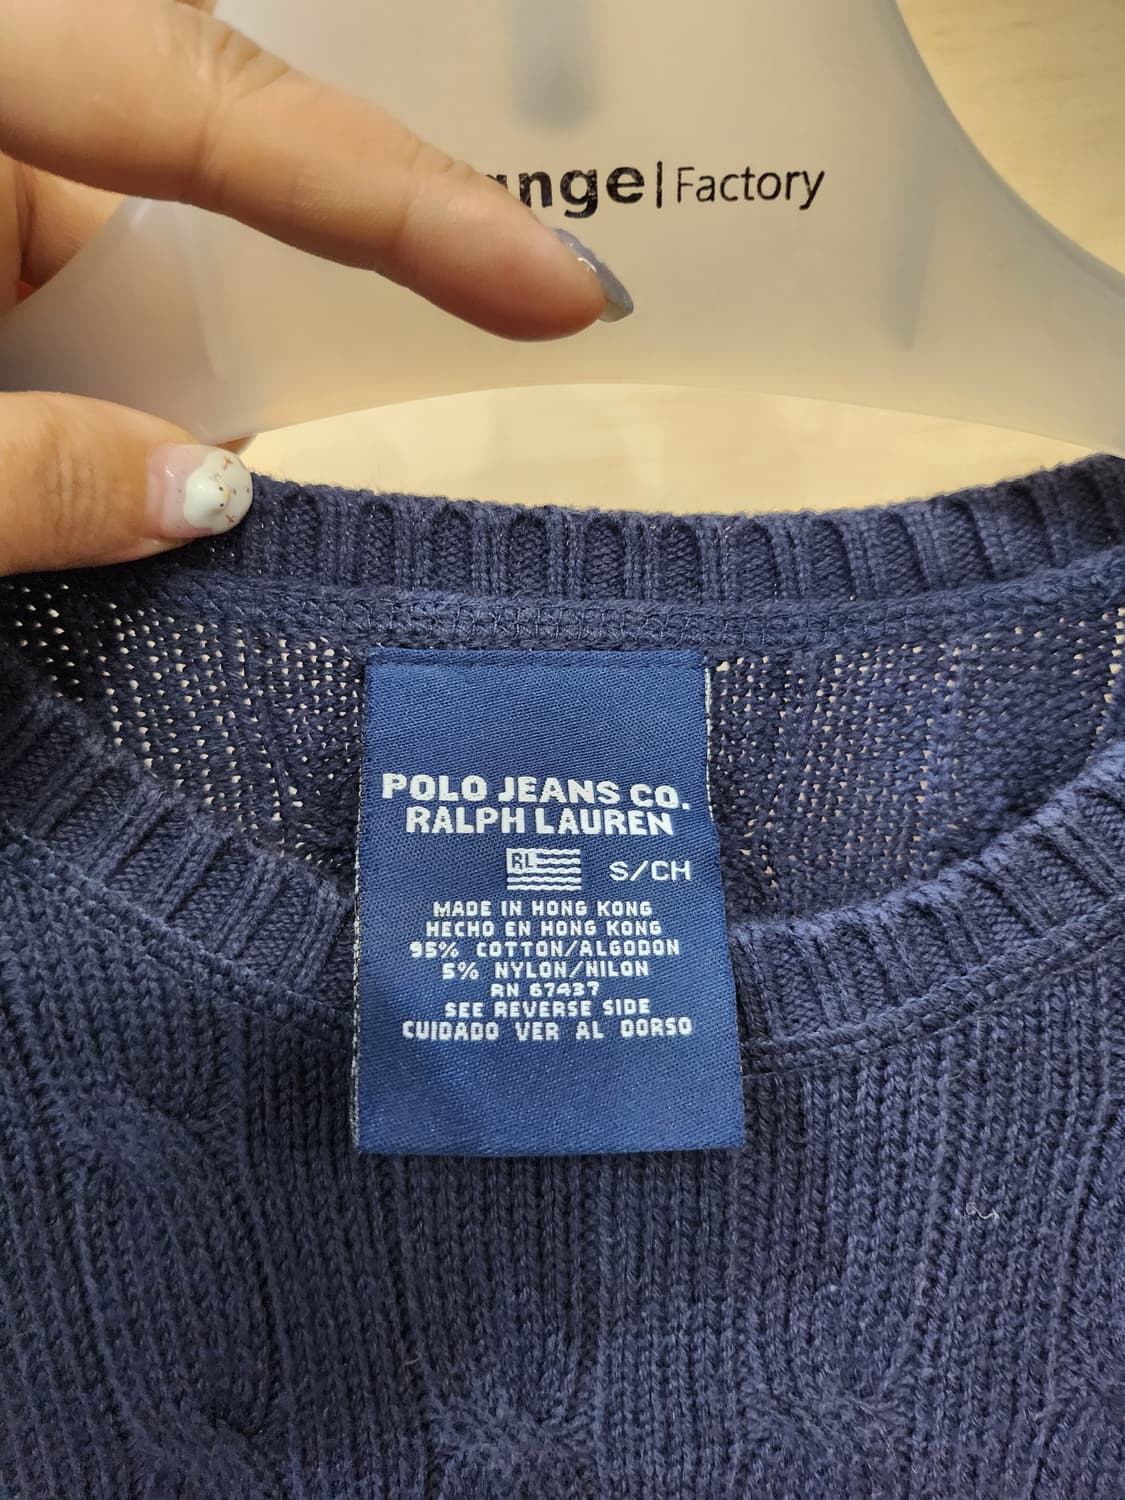 Factory
POLO JEANS CO.
RALPH LAUREN
RL S/CH
MADE IN HONG KONG
HECHO EN HONG KONG
95% COTTON/ALGODON
5% NYLON/NILON
RN 67437
SEE REVERSE SIDE
CUIDADO VER AL DORSO